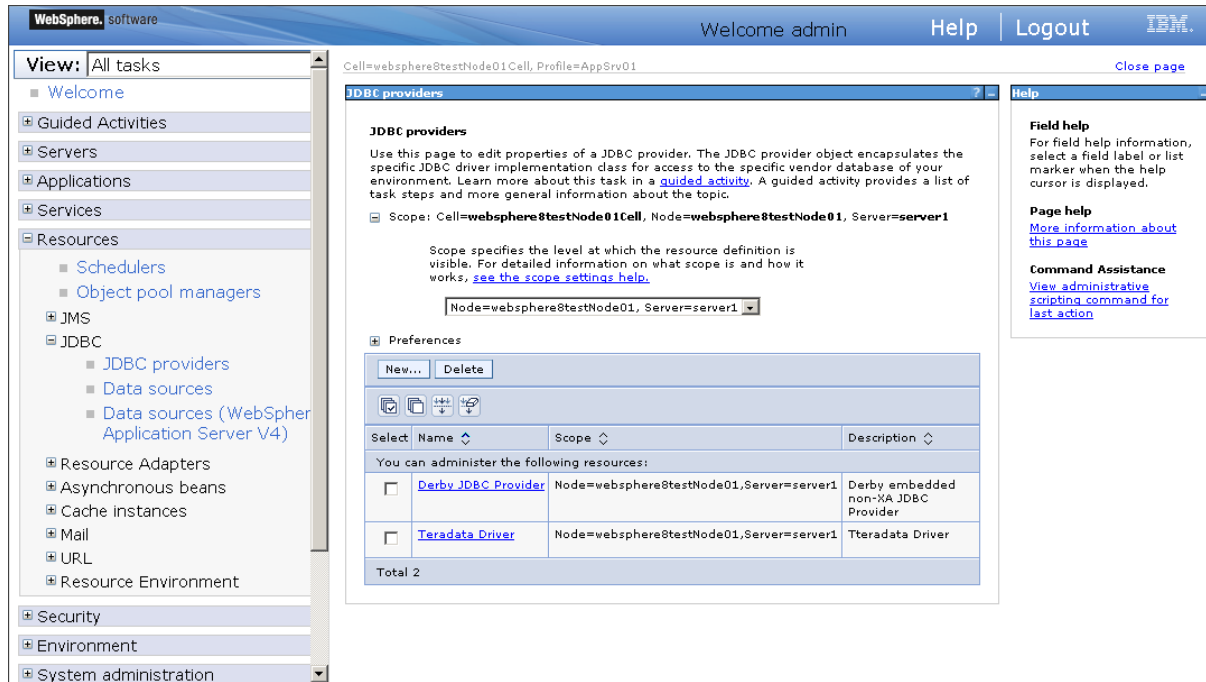 WebSphere. software
Welcome admin
Help
Logout
IBM.
View: All tasks
Welcome
Guided Activities
Servers
Applications
Services
Resources
Schedulers
Object pool managers
JMS
JDBC
JDBC providers
Data sources
Data sources (WebSpher
Application Server V4)
Resource Adapters
Asynchronous beans
Cache instances
Mail
URL
Resource Environment
Security
Environment
System administration
Cell=websphere8testNode01Cell, Profile=AppSrv01
Close page
JDBC providers
?
JDBC providers
Use this page to edit properties of a JDBC provider. The JDBC provider object encapsulates the
specific JDBC driver implementation class for access to the specific vendor database of your
environment. Learn more about this task in a guided activity. A guided activity provides a list of
task steps and more general information about the topic.
Scope: Cell=websphere8testNode01Cell, Node=websphere8testNode01, Server=server1
Scope specifies the level at which the resource definition is
visible. For detailed information on what scope is and how it
works, see the scope settings help.
Node=websphere8testNode01, Server=server1
Preferences
New... Delete
Select Name Scope Description
You can administer the following resources:
Derby JDBC Provider Node=websphere8testNode01,Server=server1 Derby embedded
non-XA JDBC
Provider
Teradata Driver Node=websphere8testNode01,Server=server1 Tteradata Driver
Total 2
Help
Field help
For field help information,
select a field label or list
marker when the help
cursor is displayed.
Page help
More information about
this page
Command Assistance
View administrative
scripting command for
last action